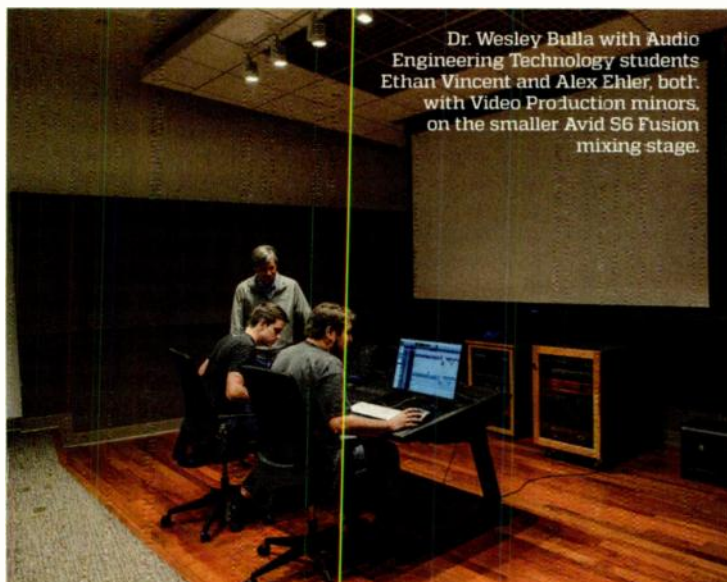 Dr. Wesley Bulla with Audio
Engineering Technology students
Ethan Vincent and Alex Ehler, both
with Video Production minors,
on the smaller Avid S6 Fusion
mixing stage.